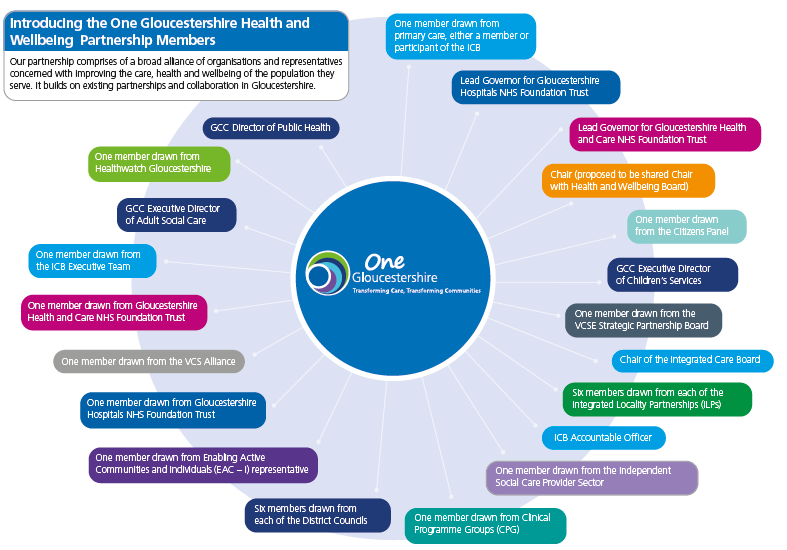 Introducing the One Gloucestershire Health and
Wellbeing Partnership Members
Our partnership comprises of a broad alliance of organisations and representatives
concerned with improving the care, health and wellbeing of the population they
serve. It builds on existing partnerships and collaboration in Gloucestershire.
One member drawn from
primary care, either a member or
participant of the ICB
Lead Governor for Gloucestershire
Hospitals NHS Foundation Trust
Lead Governor for Gloucestershire Health
and Care NHS Foundation Trust
Chair (proposed to be shared Chair
with Health and Wellbeing Board)
One member drawn
from the Citizens Panel
GCC Executive Director
of Children's Services
One member drawn from the
VCSE Strategic Partnership Board
Chair of the Integrated Care Board
Six members drawn from each of the
Integrated Locality Partnerships (ILPs)
ICB Accountable Officer
One member drawn from the Independent
Social Care Provider Sector
One member drawn from Clinical
Programme Groups (CPG)
Six members drawn from
each of the District Councils
One member drawn from Enabling Active
Communities and Individuals (EAC – I) representative
One member drawn from Gloucestershire
Hospitals NHS Foundation Trust
One member drawn from the VCS Alliance
One member drawn from Gloucestershire
Health and Care NHS Foundation Trust
One member drawn from
the ICB Executive Team
GCC Executive Director
of Adult Social Care
One member drawn from
Healthwatch Gloucestershire
GCC Director of Public Health
One
Gloucestershire
Transforming Care, Transforming Communities